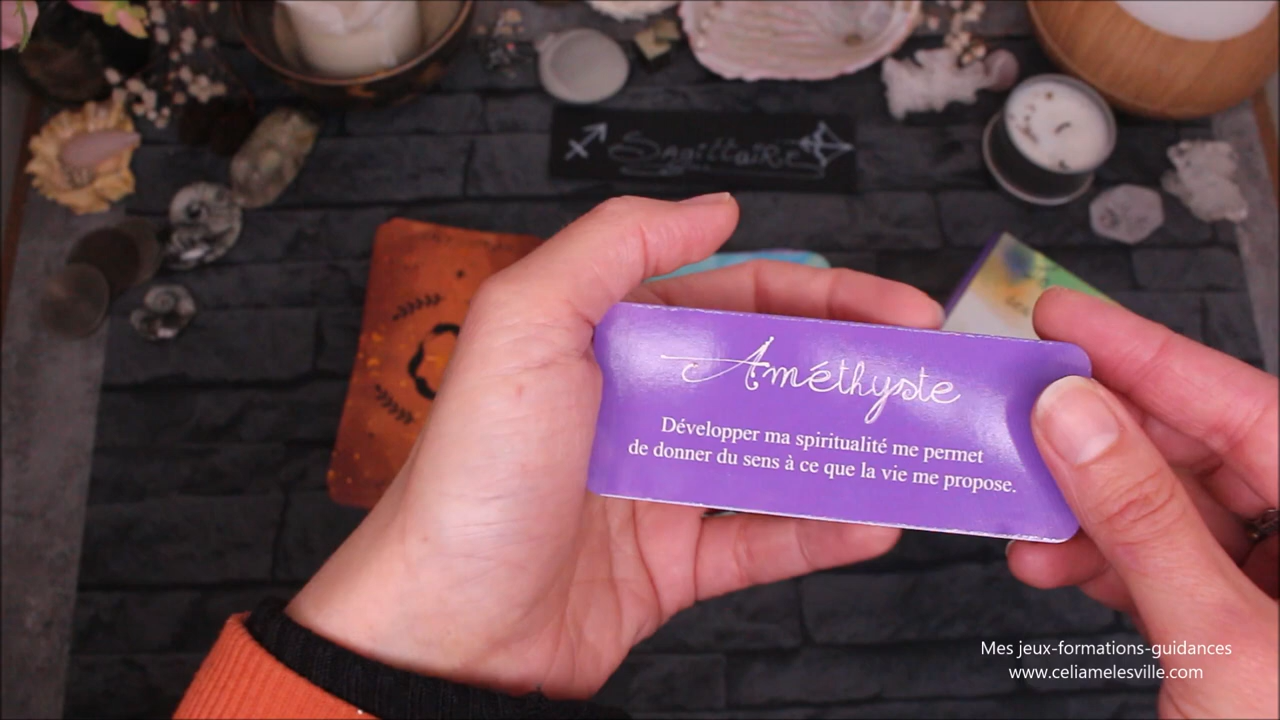 Sagittaire
Améthyste
Développer ma spiritualité me permet
de donner du sens à ce que la vie me propose.
Mes jeux-formations-guidances
www.celiamelesville.com